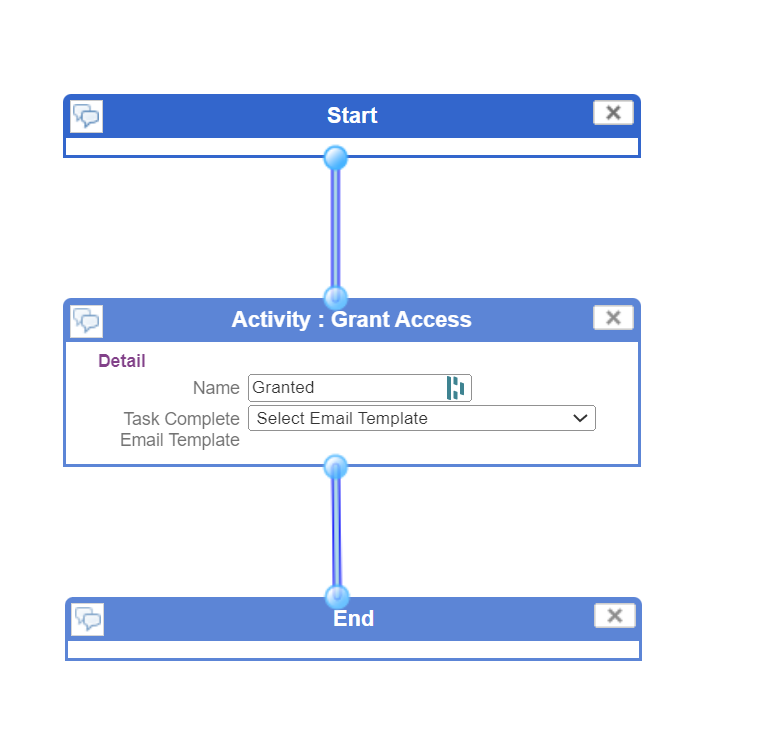 Start
Activity : Grant Access
Detail
Name Granted
Task Complete Select Email Template
Email Template
End